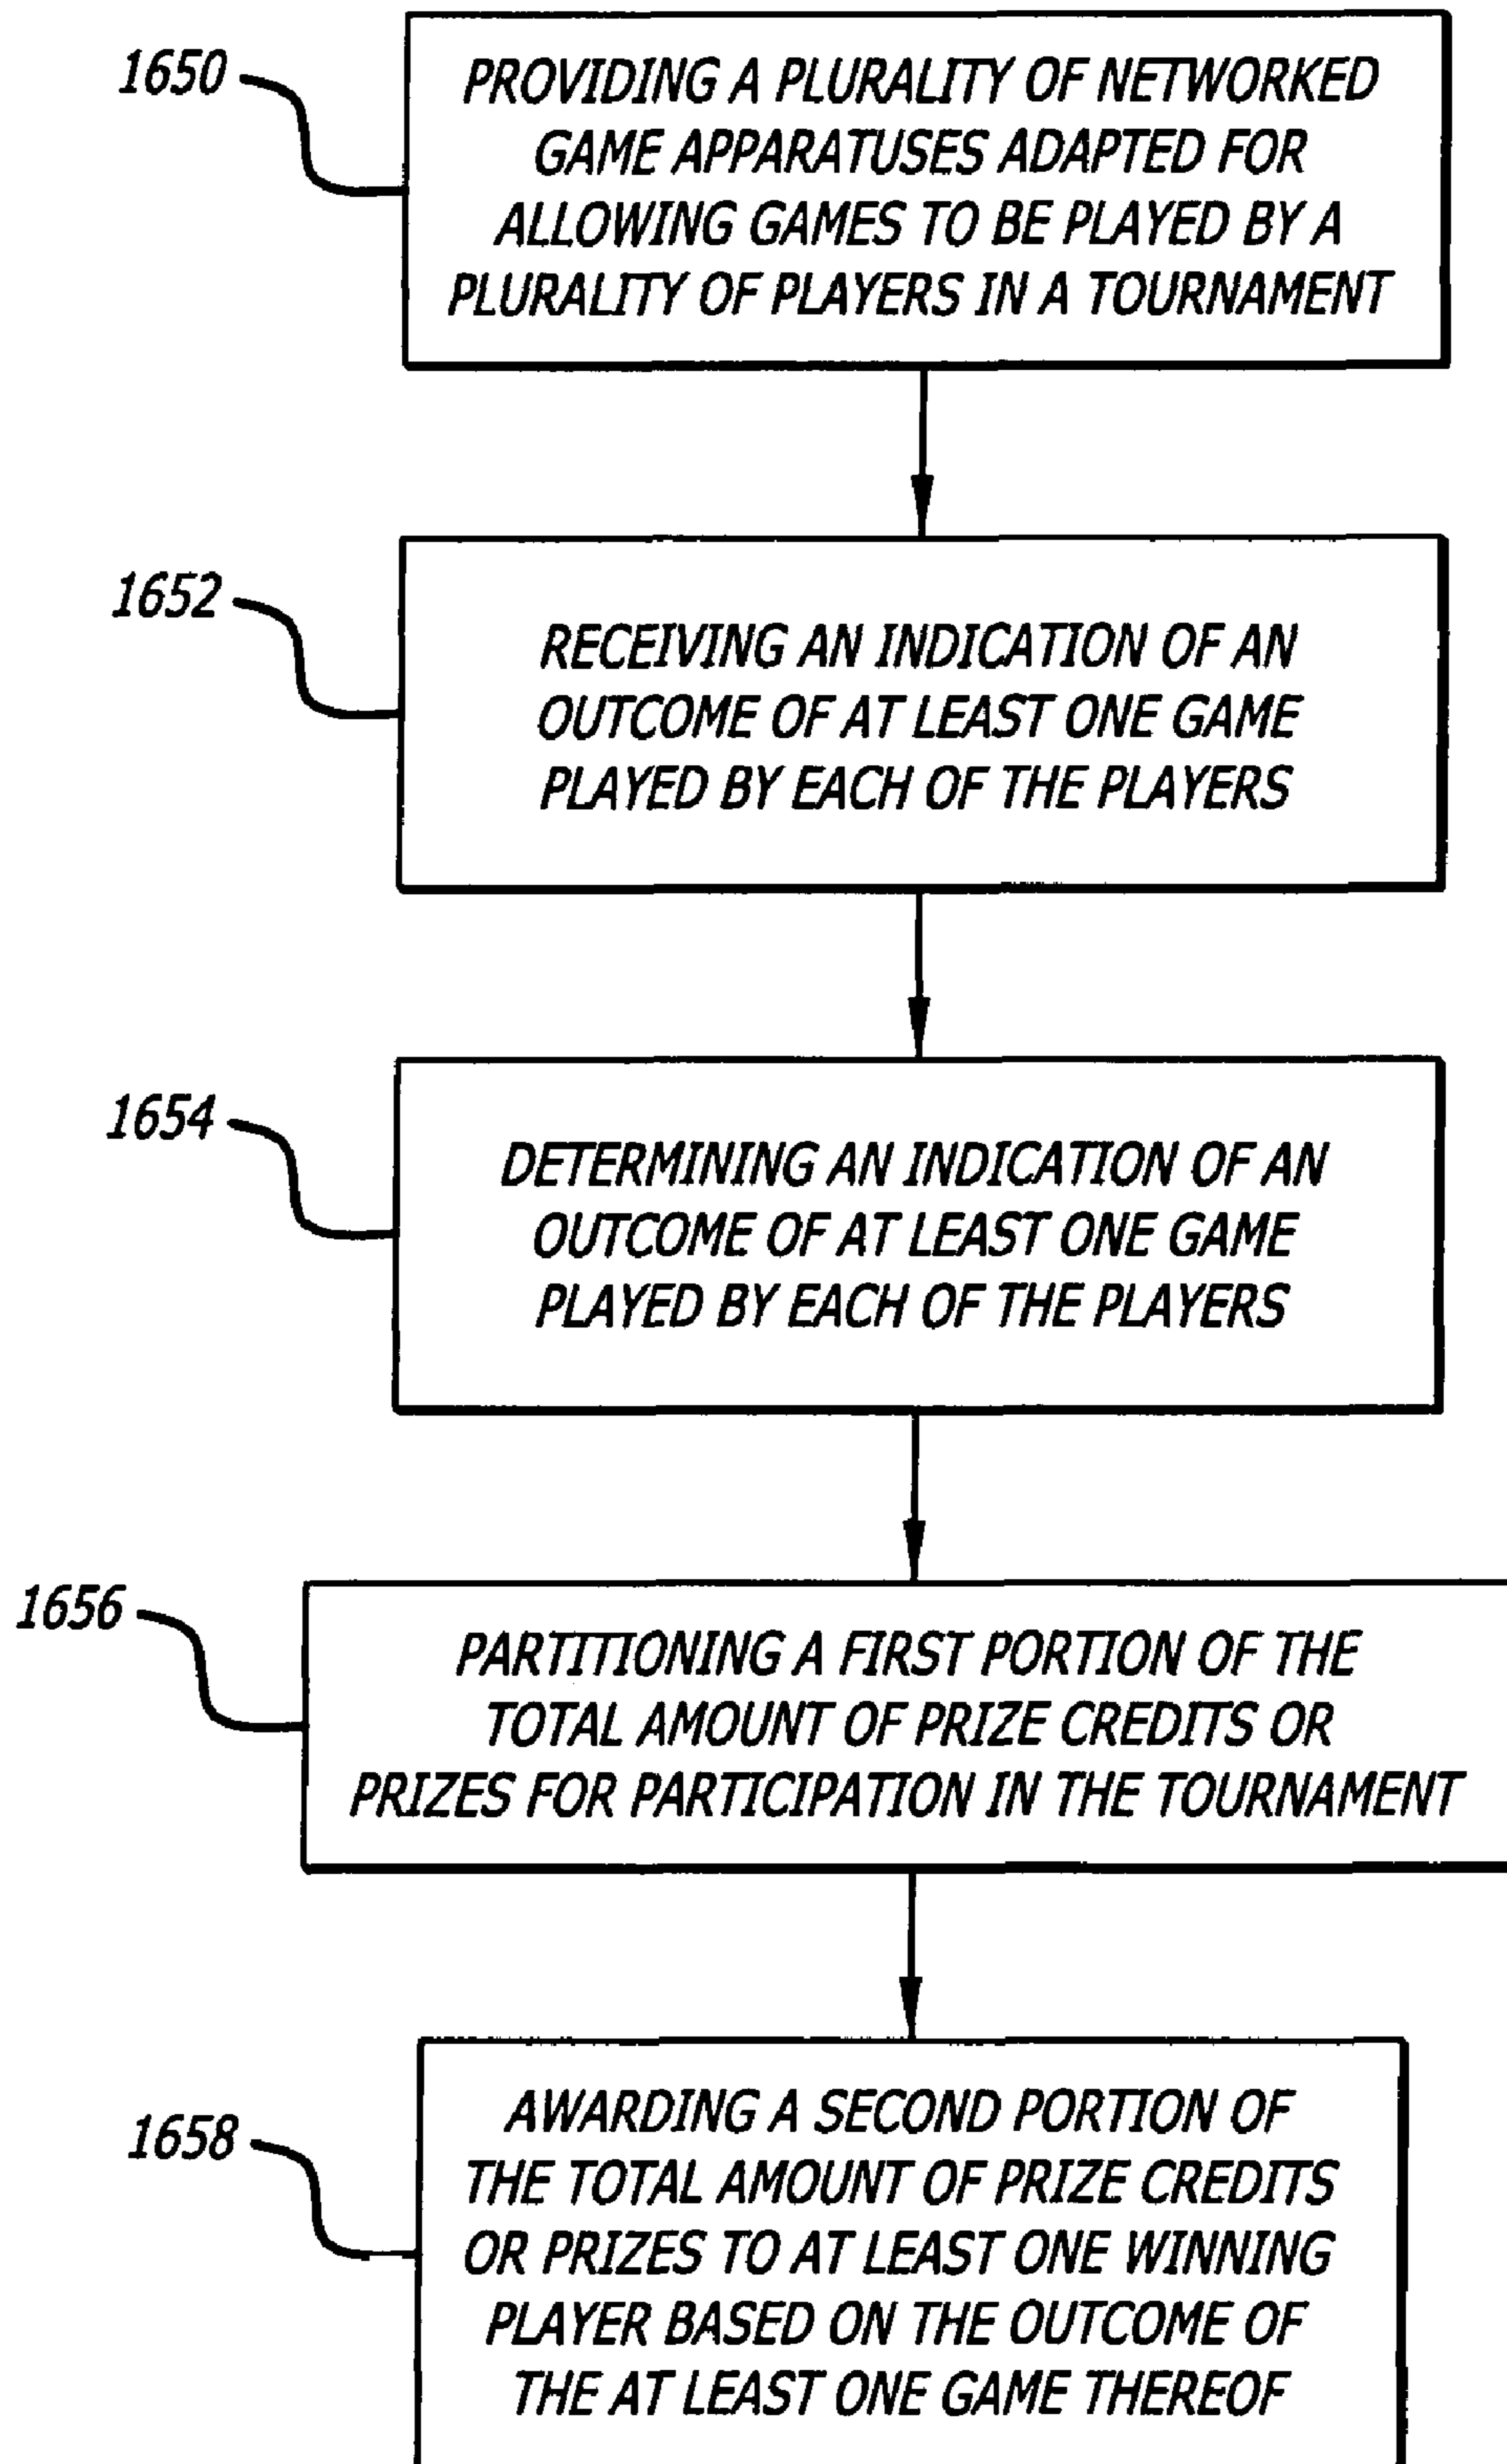 1650
PROVIDING A PLURALITY OF NETWORKED
GAME APPARATUSES ADAPTED FOR
ALLOWING GAMES TO BE PLAYED BY A
PLURALITY OF PLAYERS IN A TOURNAMENT
1652
RECEIVING AN INDICATION OF AN
OUTCOME OF AT LEAST ONE GAME
PLAYED BY EACH OF THE PLAYERS
1654
DETERMINING AN INDICATION OF AN
OUTCOME OF AT LEAST ONE GAME
PLAYED BY EACH OF THE PLAYERS
1656
PARTITIONING A FIRST PORTION OF THE
TOTAL AMOUNT OF PRIZE CREDITS OR
PRIZES FOR PARTICIPATION IN THE TOURNAMENT
1658
AWARDING A SECOND PORTION OF
THE TOTAL AMOUNT OF PRIZE CREDITS
OR PRIZES TO AT LEAST ONE WINNING
PLAYER BASED ON THE OUTCOME OF
THE AT LEAST ONE GAME THEREOF